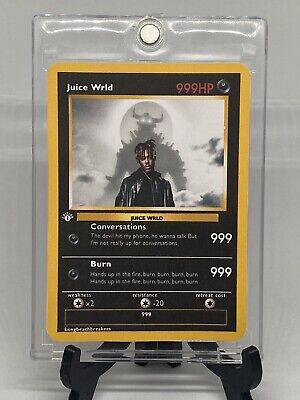 Juice Wrld 999HP
JUICE WRLD
1
Conversations
The devil hit my phone, he wanna talk But
I'm not really up for conversations.
999
Burn
Hands up in the fire, burn, burn, burn, burn
Hands up in the fire, burn, burn, burn, burn
999
weakness resistance retreat cost
x2 -20
999
Longbeachbreakers